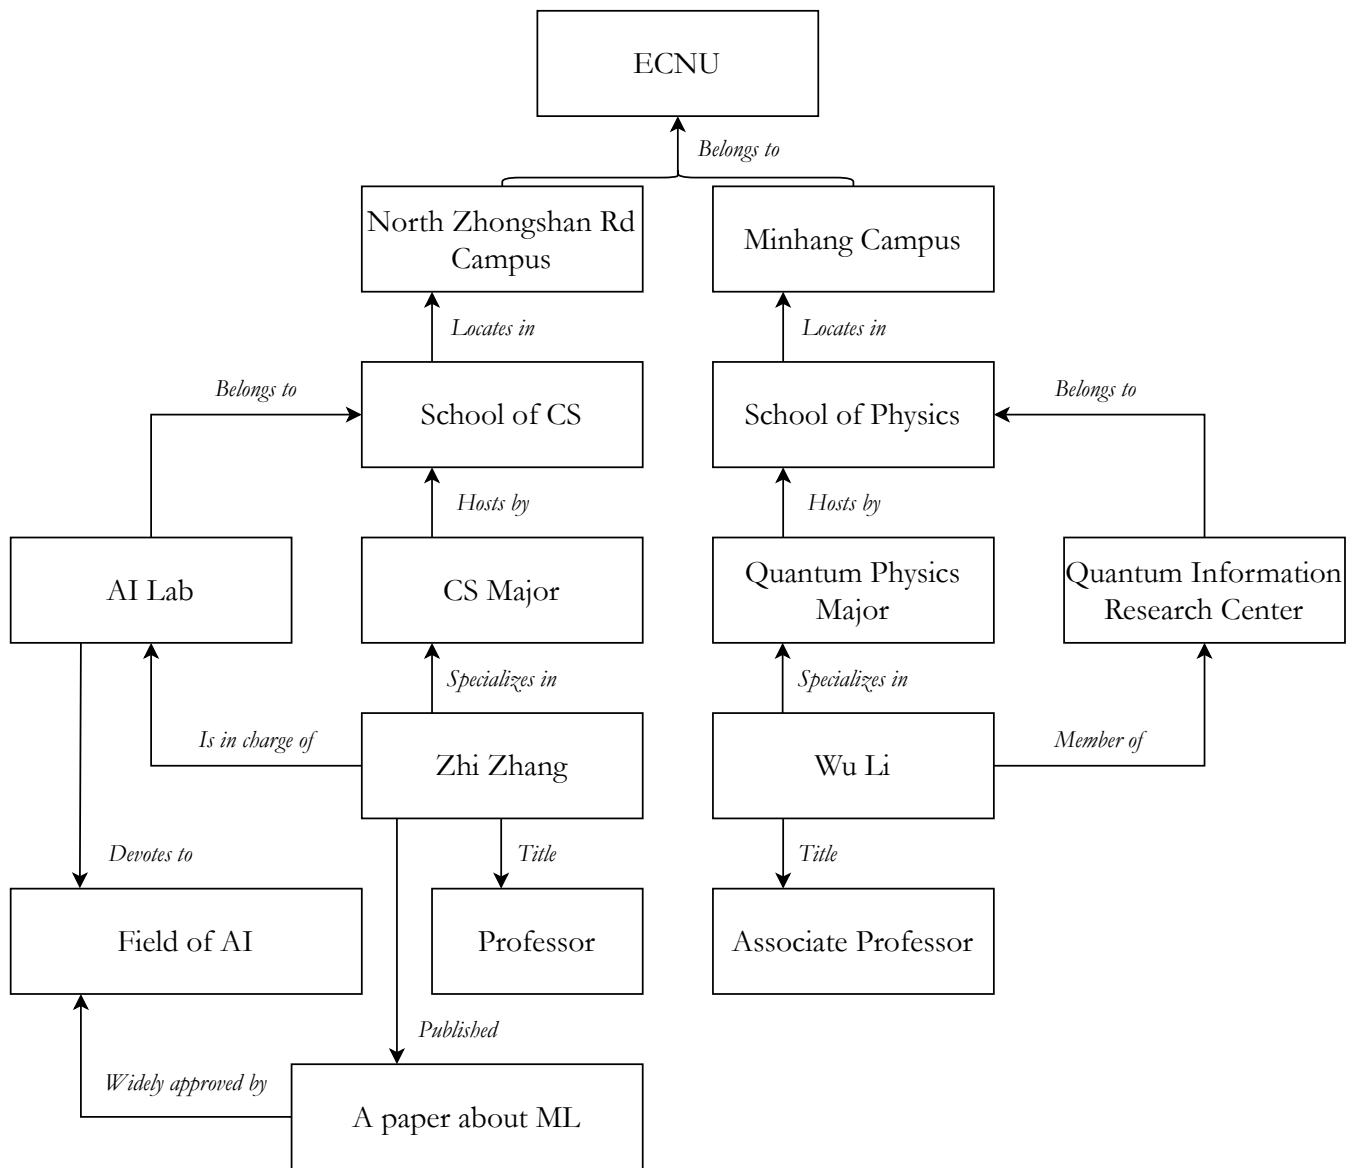 ECNU
Belongs to
North Zhongshan Rd
Campus
Minhang Campus
Locates in
Locates in
Belongs to
School of CS
School of Physics
Belongs to
Hosts by
Hosts by
AI Lab
CS Major
Quantum Physics
Major
Quantum Information
Research Center
Specializes in
Specializes in
Is in charge of
Zhi Zhang
Wu Li
Member of
Devotes to
Title
Title
Field of AI
Professor
Associate Professor
Published
Widely approved by
A paper about ML